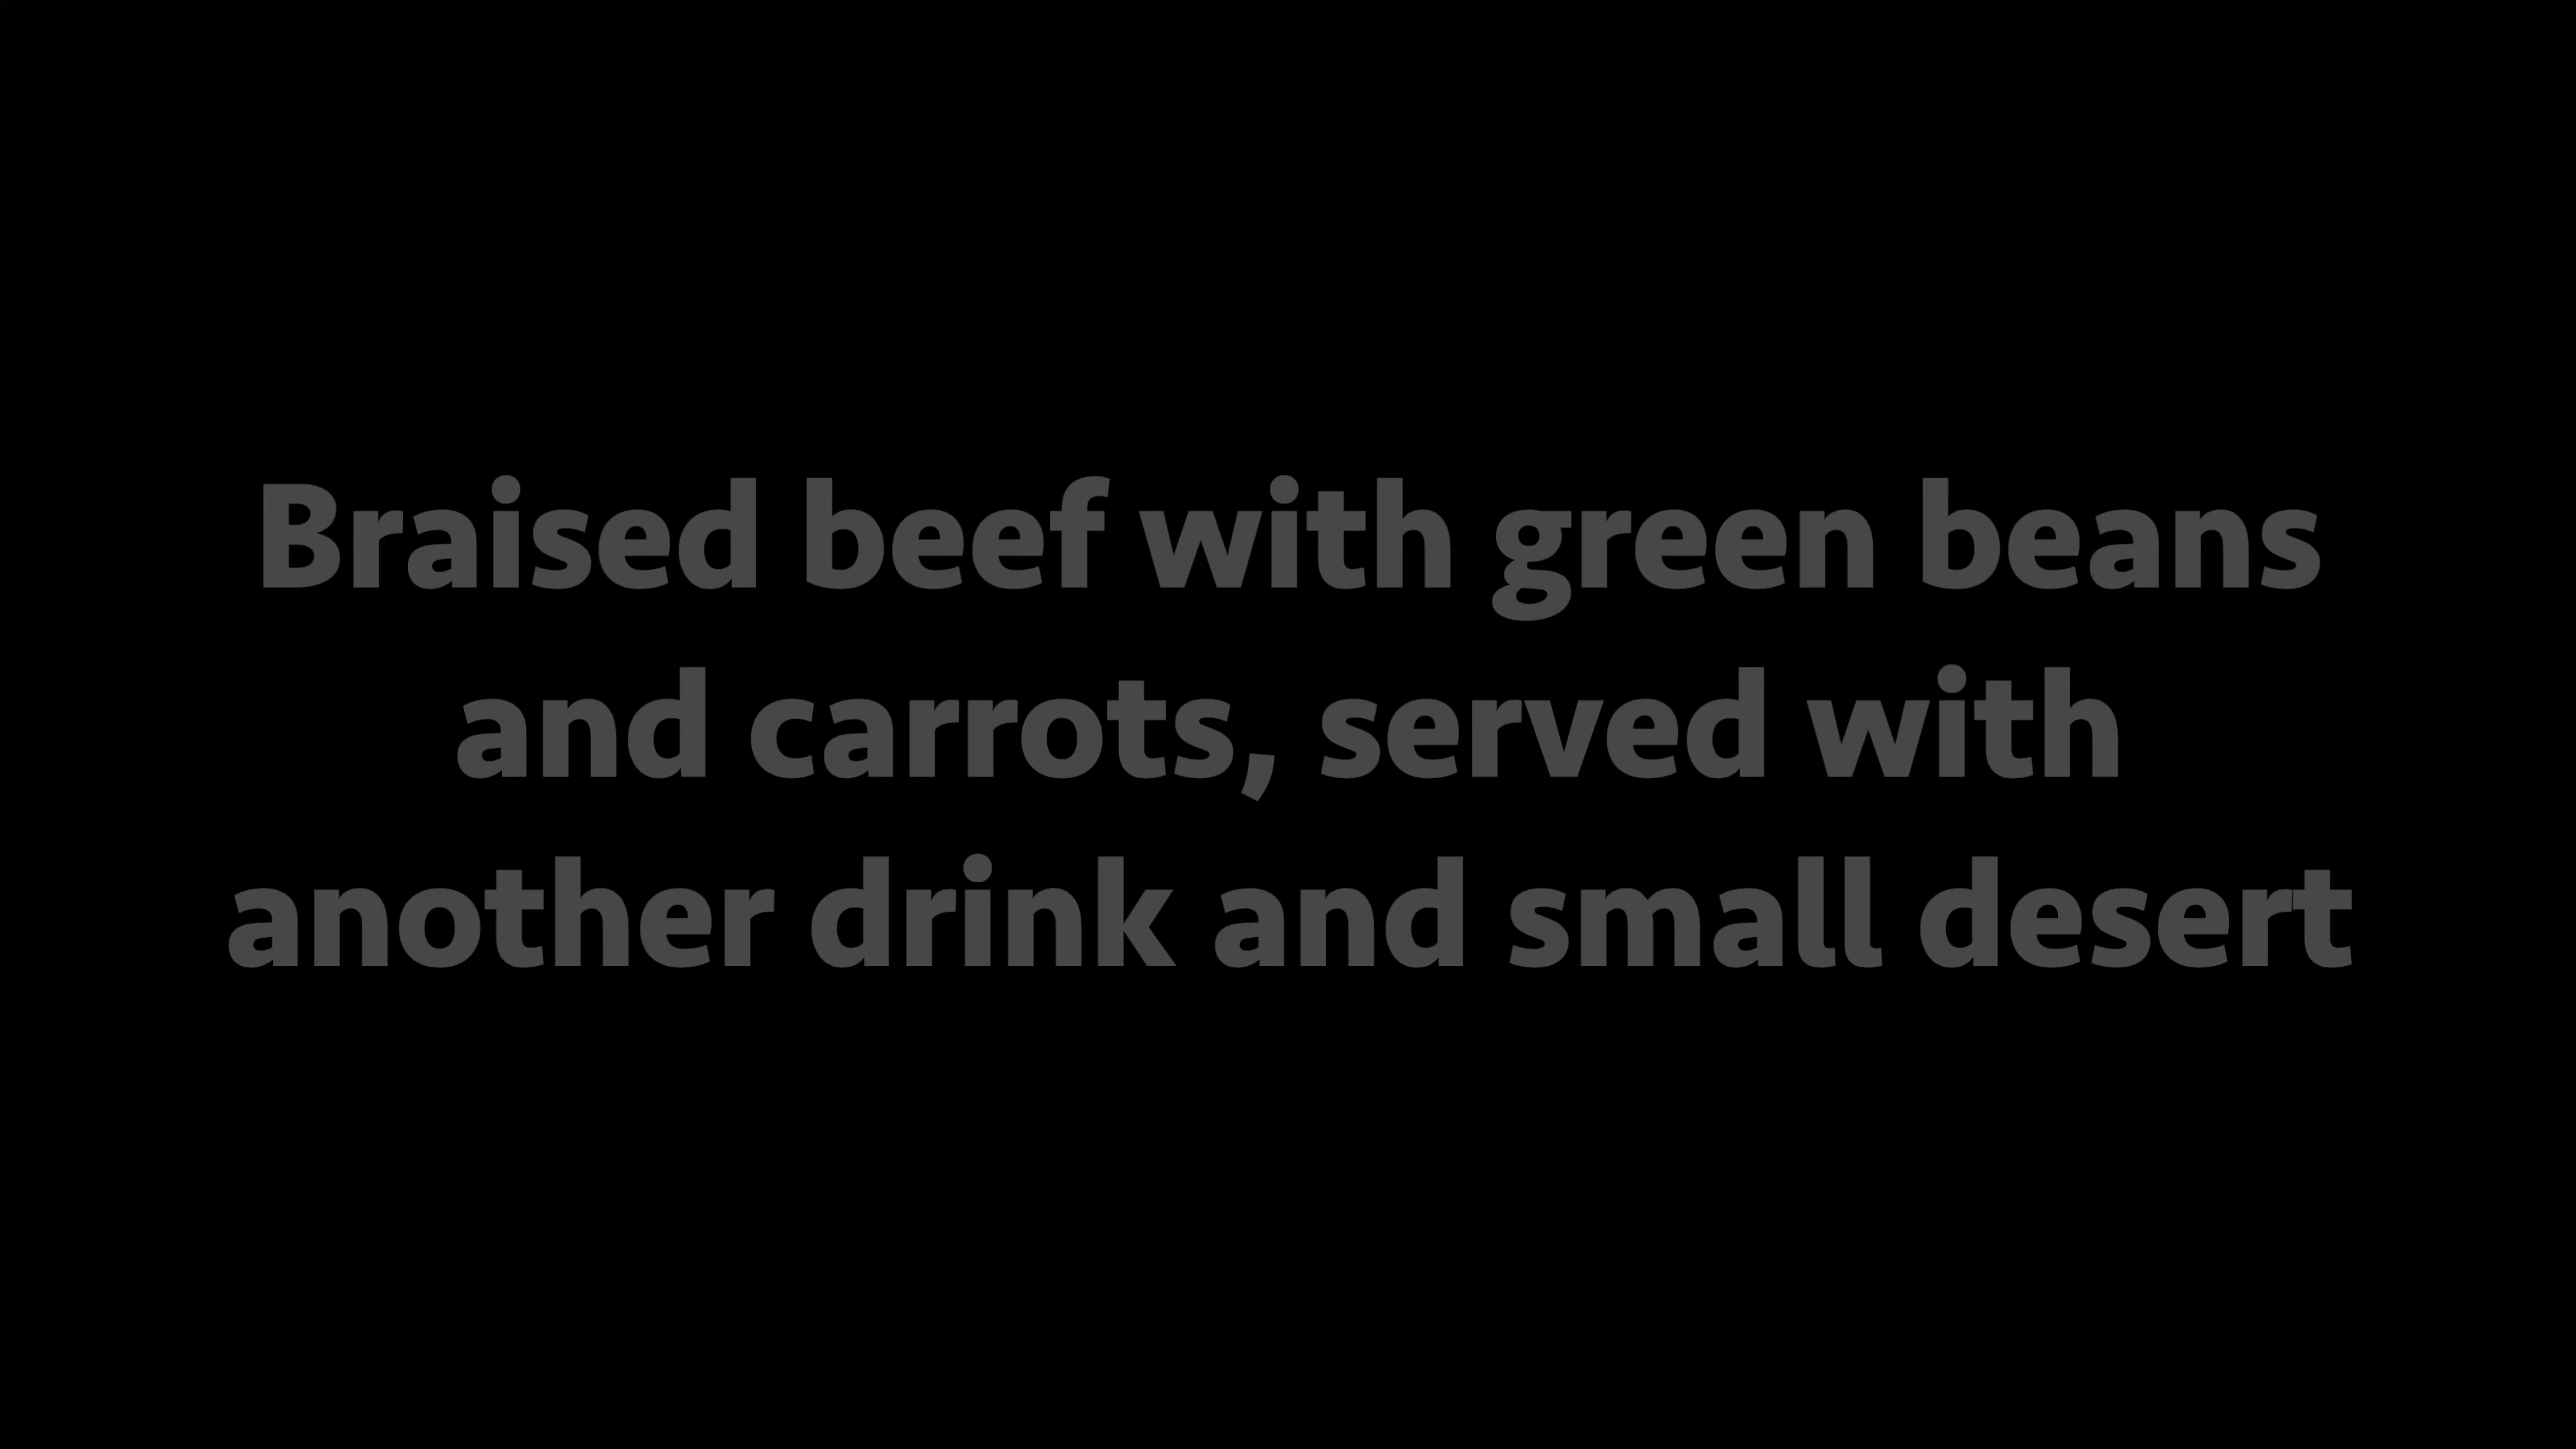 Braised beef with green beans
and carrots, served with
another drink and small desert